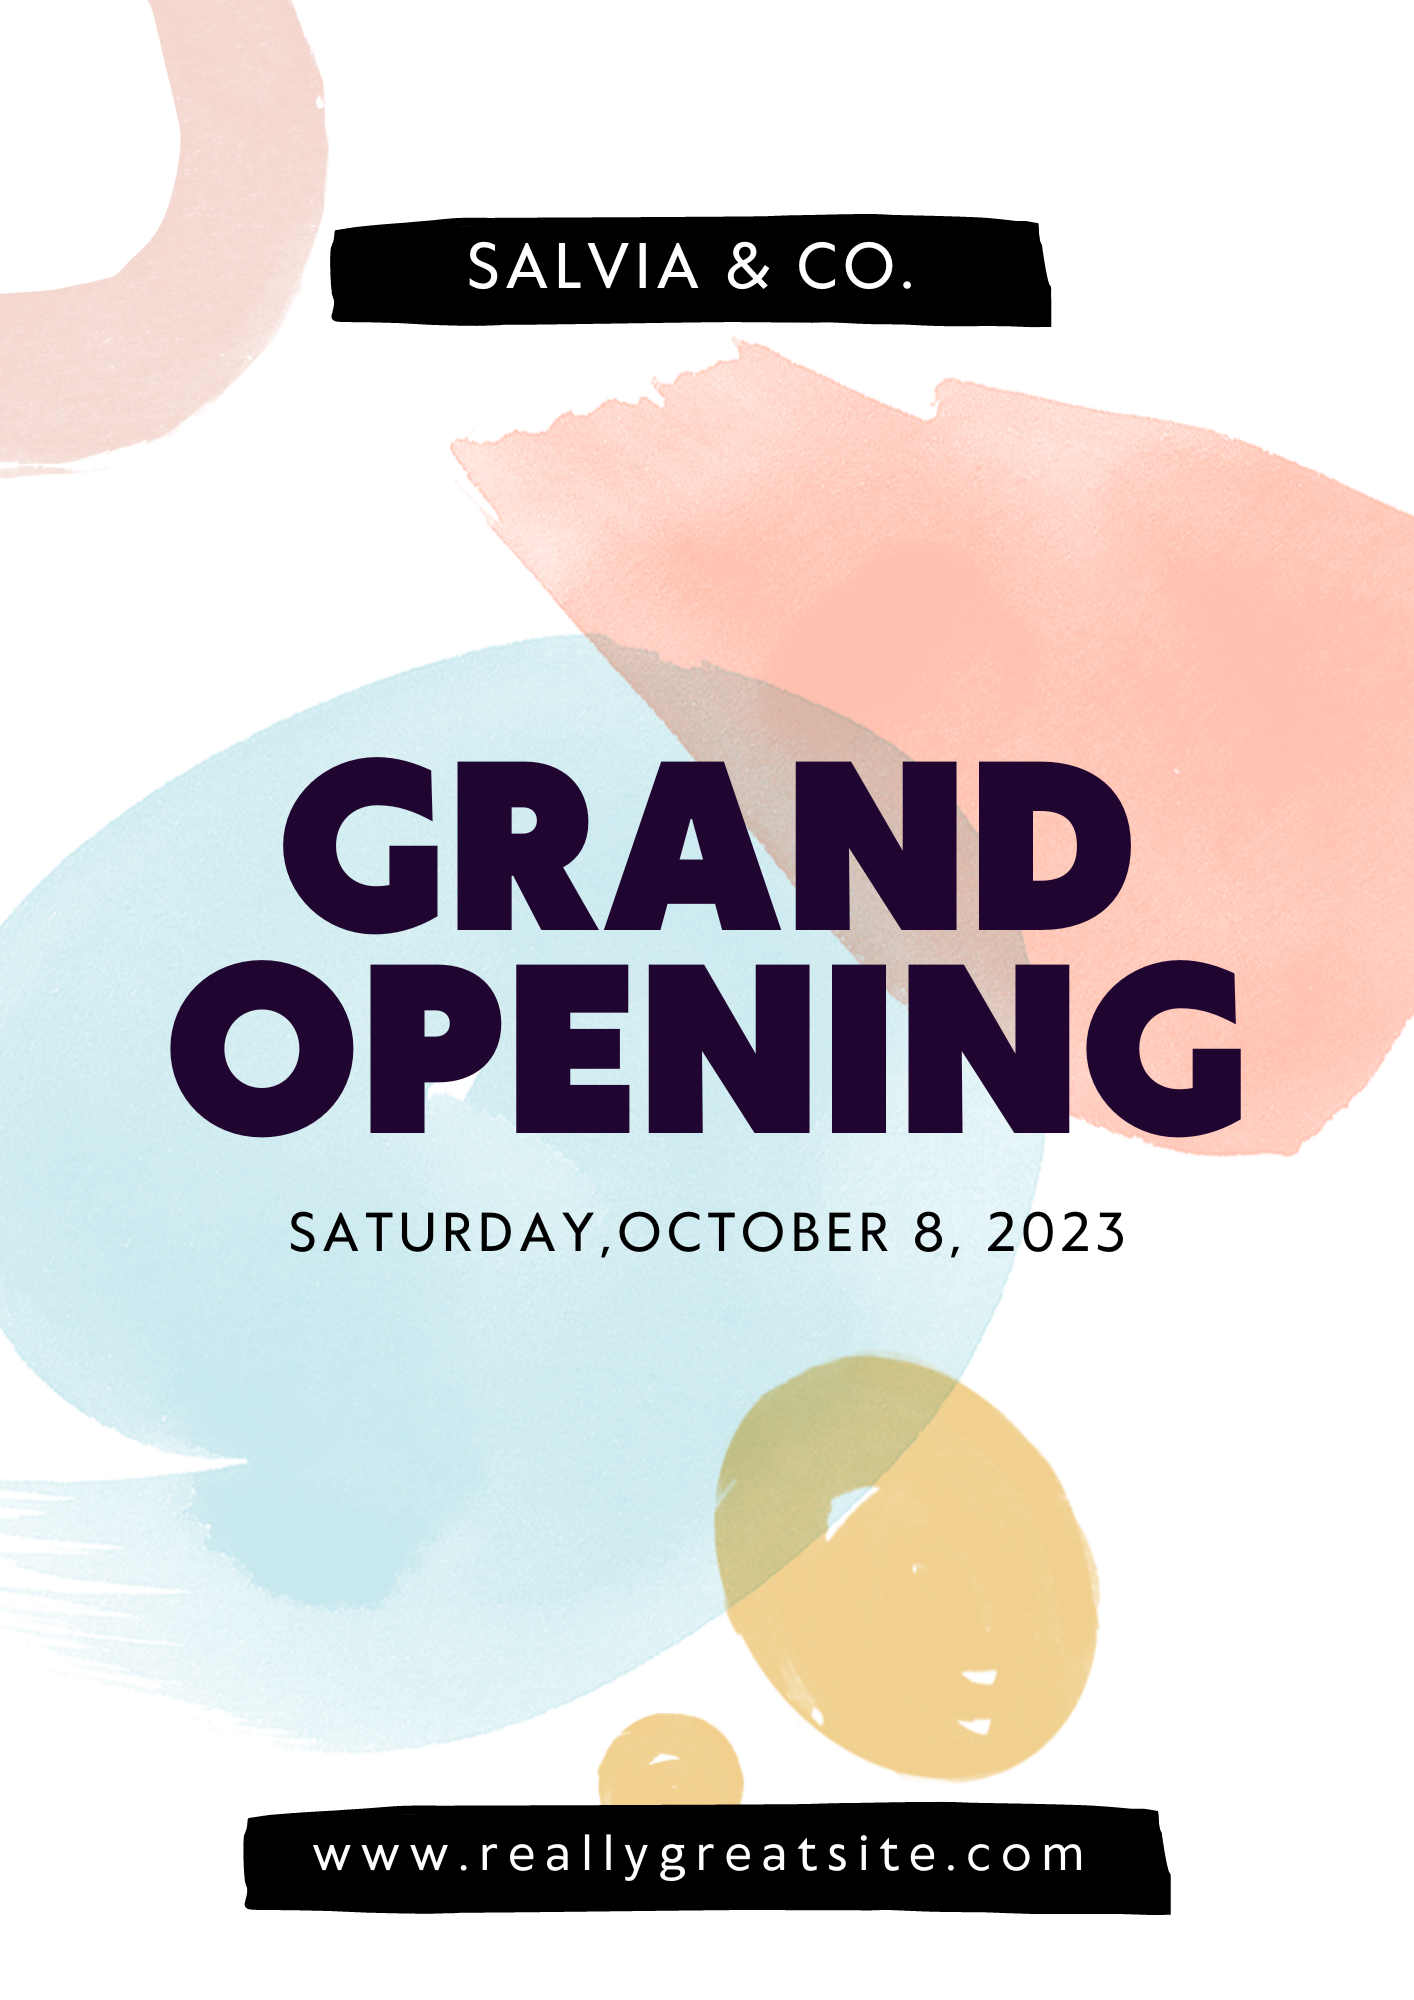 SALVIA & CO.
GRAND
OPENING
SATURDAY,OCTOBER 8, 2023
www.reallygreatsite.com